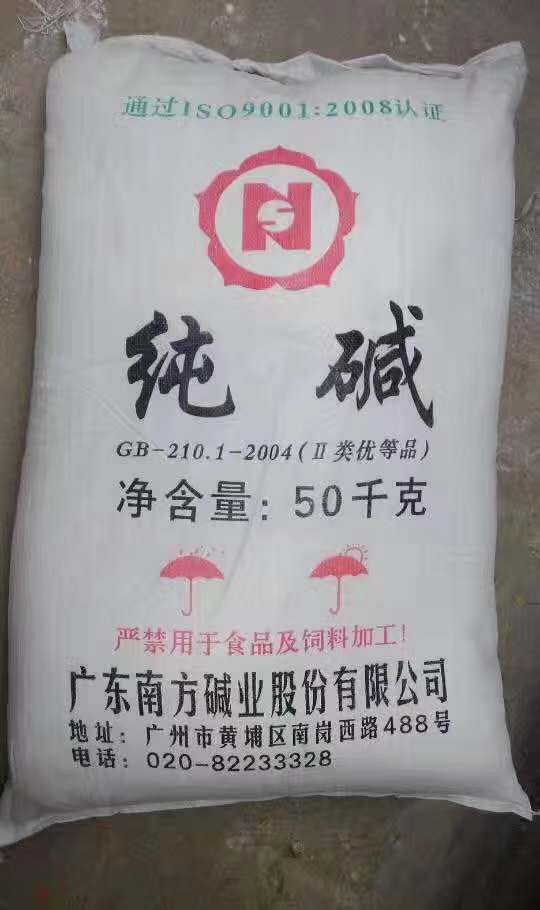 通过ISO9001:2008认证
NS
纯碱
GB-210.1-2004(Ⅱ类优等品)
净含量: 50千克
严禁用于食品及饲料加工!
广东南方碱业股份有限公司
地址: 广州市黄埔区南岗西路488号
电话: 020-82233328